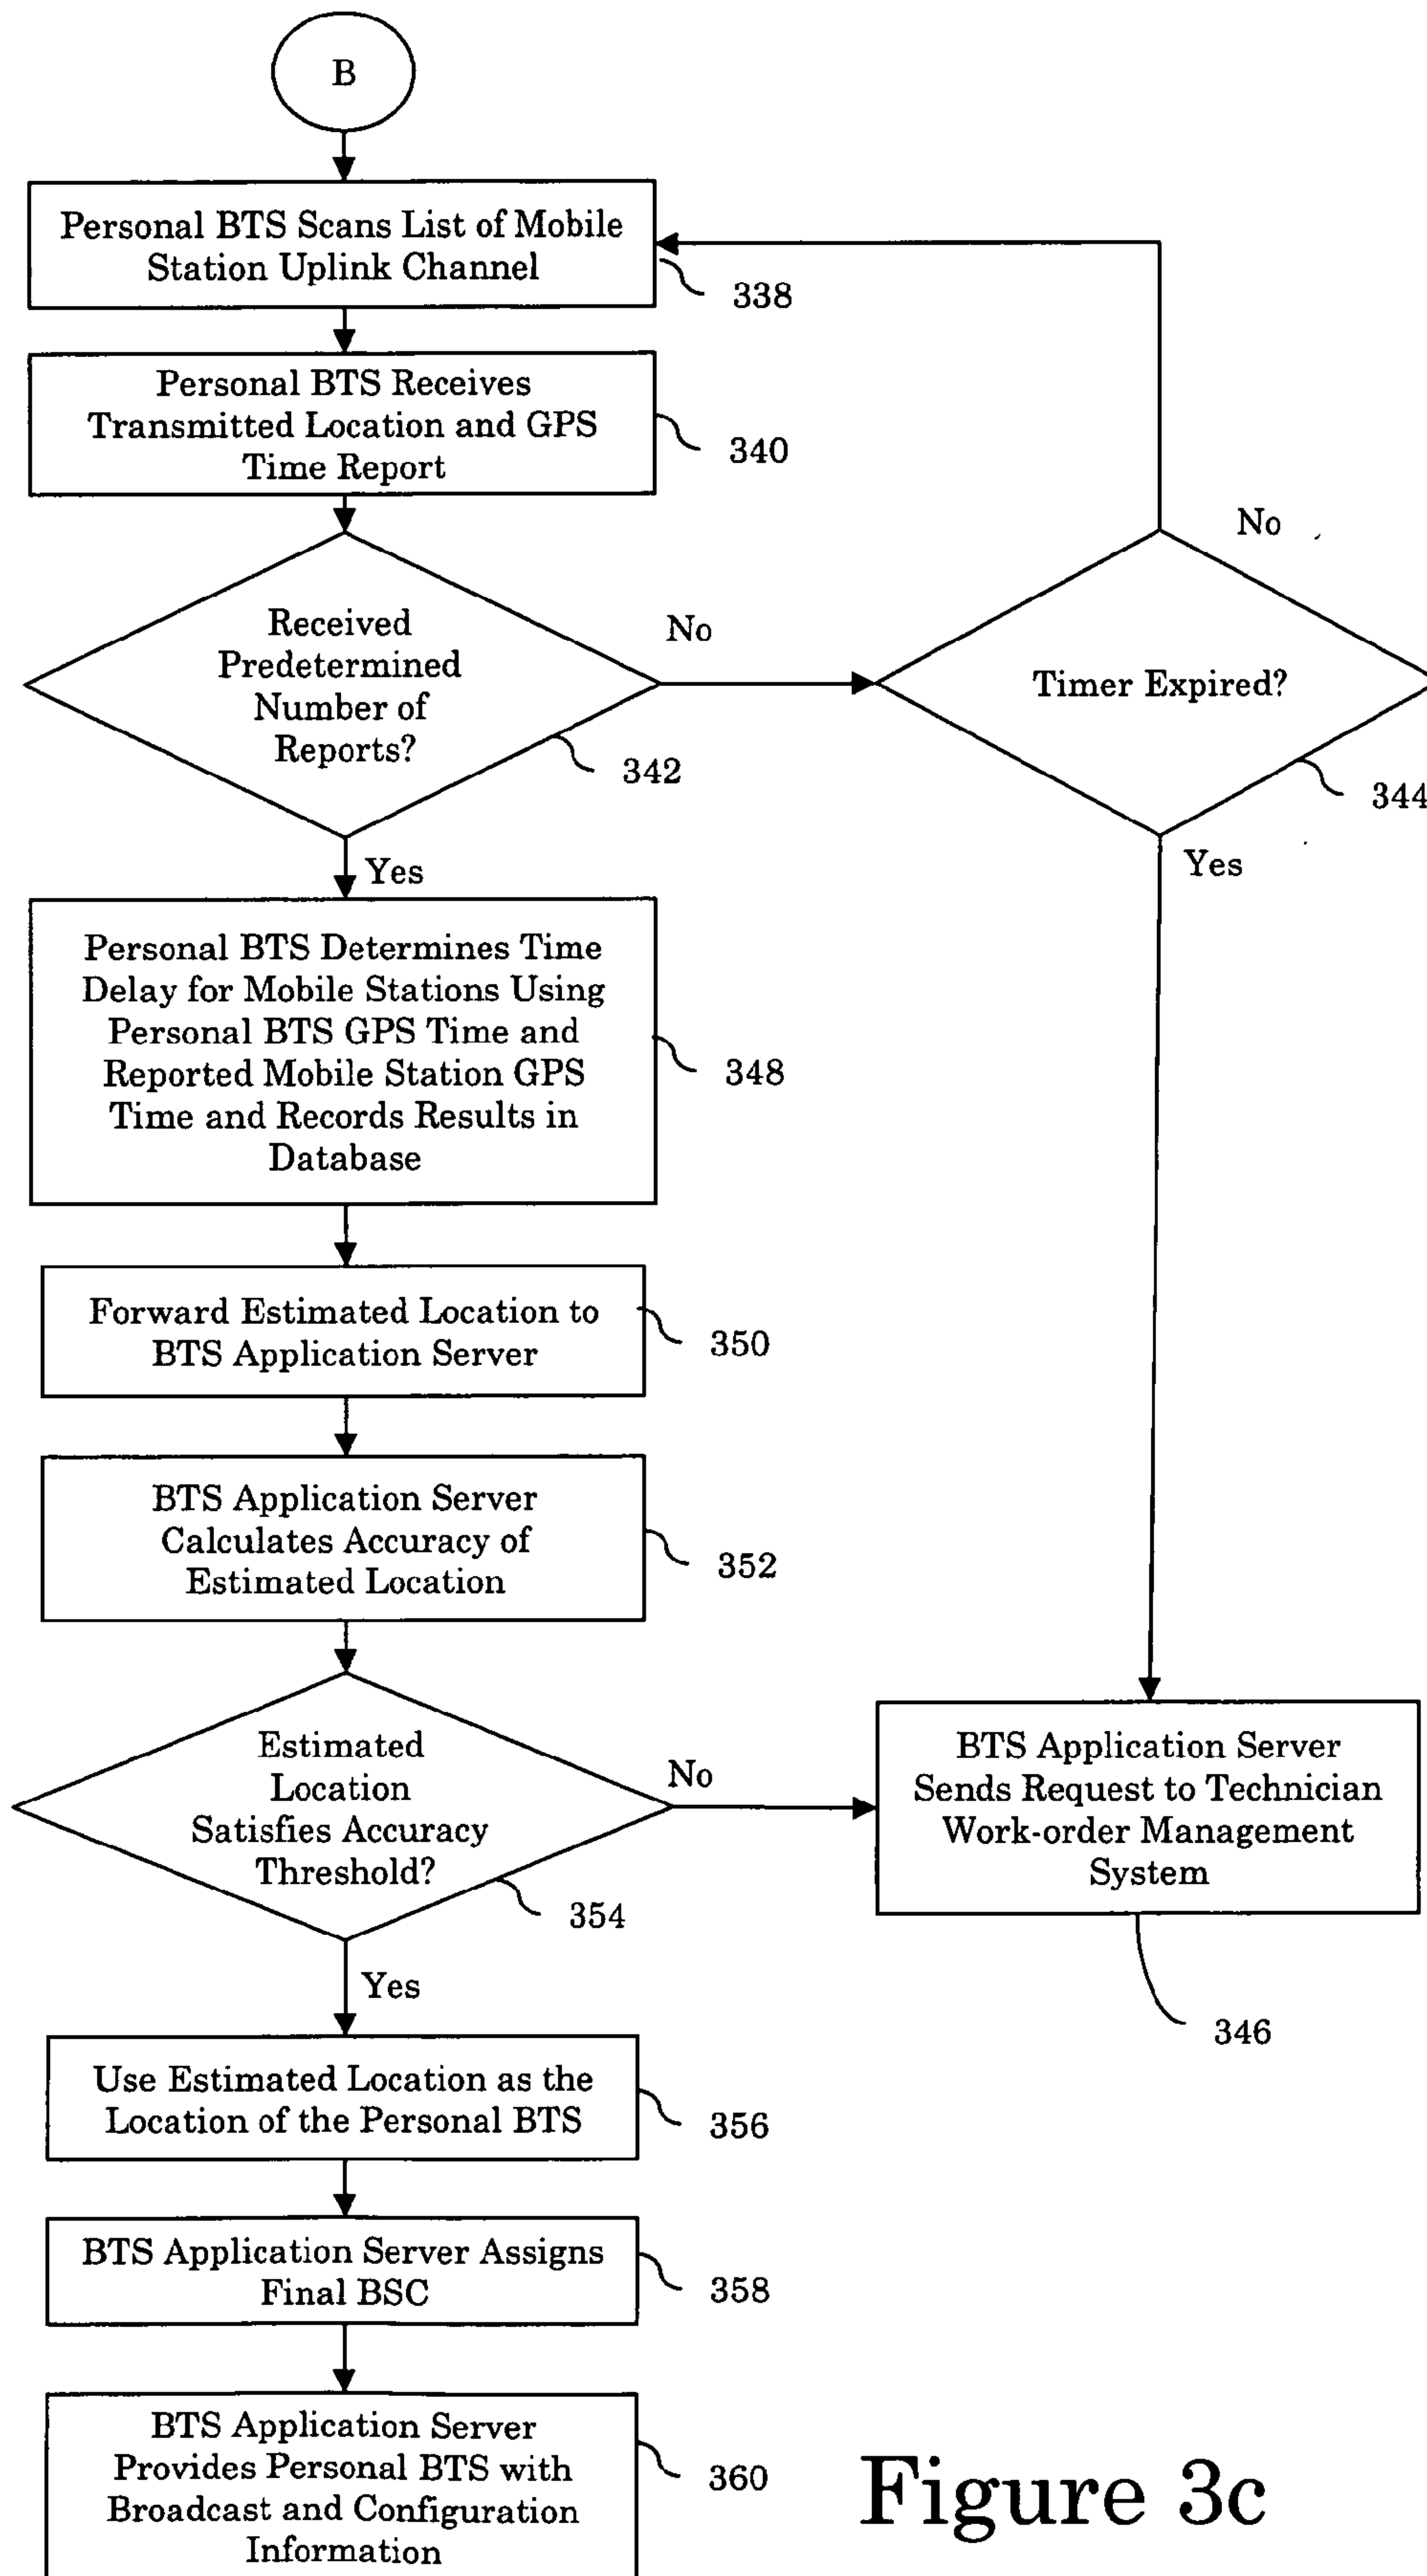 B
Personal BTS Scans List of Mobile
Station Uplink Channel
338
Personal BTS Receives
Transmitted Location and GPS
Time Report
340
Received
Predetermined
Number of
Reports?
342
No
Timer Expired?
344
No
Yes
Yes
Personal BTS Determines Time
Delay for Mobile Stations Using
Personal BTS GPS Time and
Reported Mobile Station GPS
Time and Records Results in
Database
348
Forward Estimated Location to
BTS Application Server
350
BTS Application Server
Calculates Accuracy of
Estimated Location
352
Estimated
Location
Satisfies Accuracy
Threshold?
354
No
BTS Application Server
Sends Request to Technician
Work-order Management
System
346
Yes
Use Estimated Location as the
Location of the Personal BTS
356
BTS Application Server Assigns
Final BSC
358
BTS Application Server
Provides Personal BTS with
Broadcast and Configuration
Information
360
Figure 3c